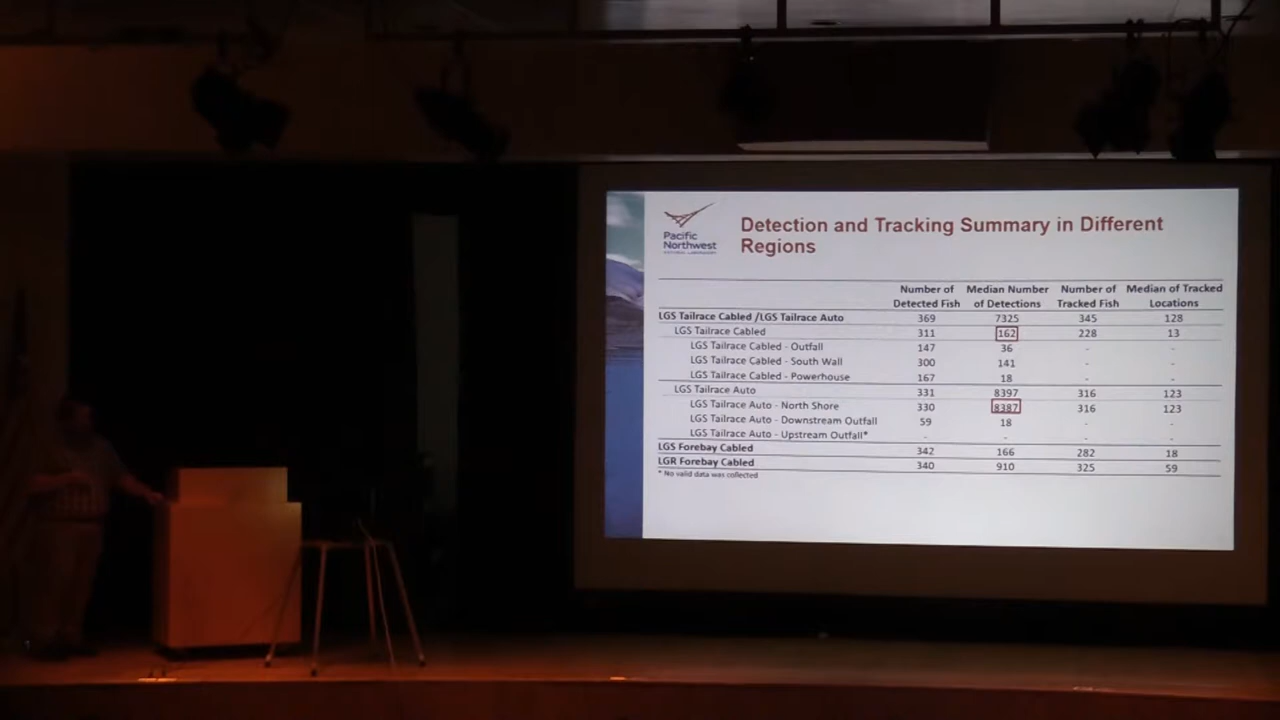 Pacific
Northwest
NATIONAL LABORATORY
Detection and Tracking Summary in Different
Regions
Number of Median Number Number of Median of Tracked
Detected Fish of Detections Tracked Fish Locations
LGS Tailrace Cabled /LGS Tailrace Auto 369 7325 345 128
LGS Tailrace Cabled 311 162 228 13
LGS Tailrace Cabled - Outfall 147 36 - -
LGS Tailrace Cabled - South Wall 300 141 - -
LGS Tailrace Cabled - Powerhouse 167 18 - -
LGS Tailrace Auto 331 8397 316 123
LGS Tailrace Auto - North Shore 330 8387 316 123
LGS Tailrace Auto - Downstream Outfall 59 18 - -
LGS Tailrace Auto - Upstream Outfall* - - - -
LGS Forebay Cabled 342 166 282 18
LGR Forebay Cabled 340 910 325 59
* No valid data was collected